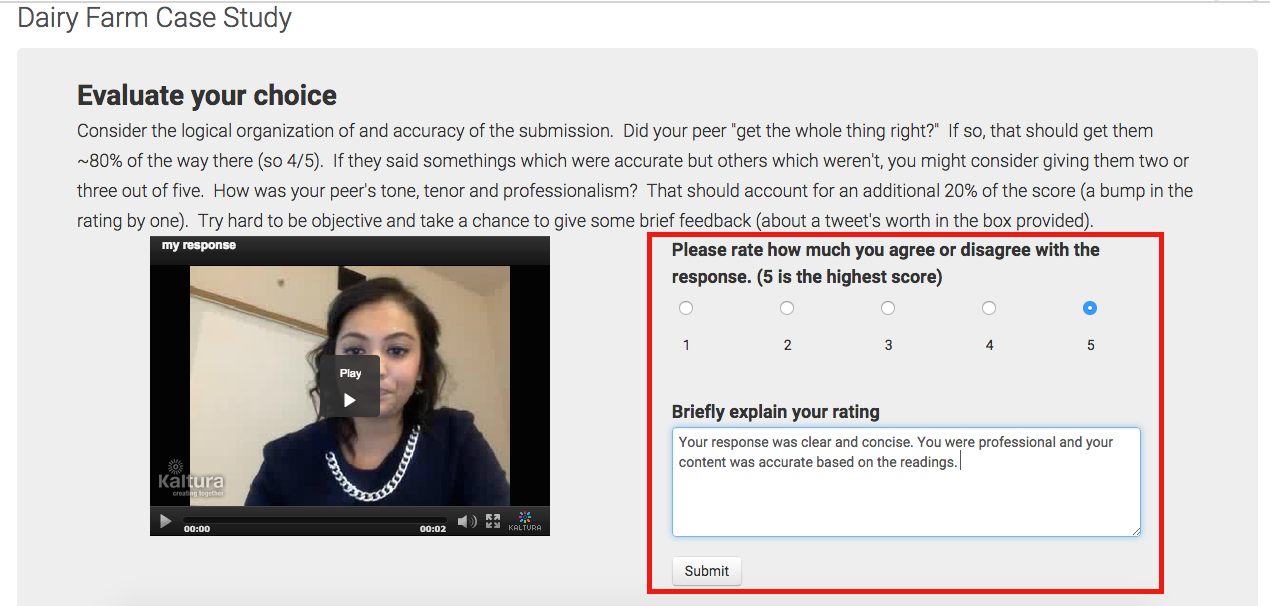 Dairy Farm Case Study
Evaluate your choice
Consider the logical organization of and accuracy of the submission.  Did your peer "get the whole thing right?"  If so, that should get them
~80% of the way there (so 4/5).  If they said somethings which were accurate but others which weren't, you might consider giving them two or
three out of five.  How was your peer's tone, tenor and professionalism?  That should account for an additional 20% of the score (a bump in the
rating by one).  Try hard to be objective and take a chance to give some brief feedback (about a tweet's worth in the box provided).
my response
Play
Kaltura
creating together
00:00
00:02
KALTURA
Please rate how much you agree or disagree with the
response. (5 is the highest score)
1 2 3 4 5
Briefly explain your rating
Your response was clear and concise. You were professional and your
content was accurate based on the readings.
Submit